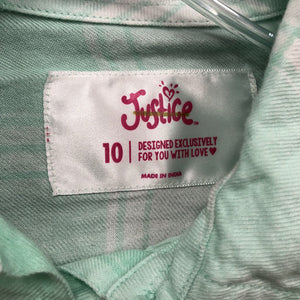 Justice
10 | DESIGNED EXCLUSIVELY
FOR YOU WITH LOVE ♥
MADE IN INDIA